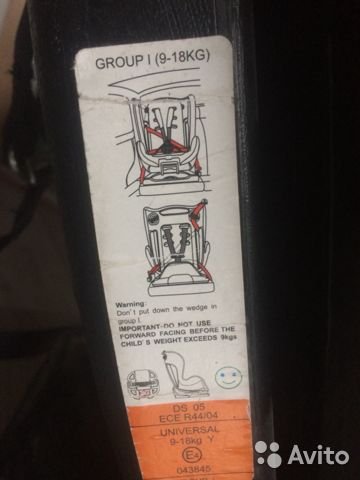 GROUP I (9-18KG)
Warning:
Don't put down the wedge in
group I.
IMPORTANT-DO NOT USE
FORWARD FACING BEFORE THE
CHILD'S WEIGHT EXCEEDS 9kgs
DS 05
ECE R44/04
UNIVERSAL
9-18kg Y
E4
043845
Avito